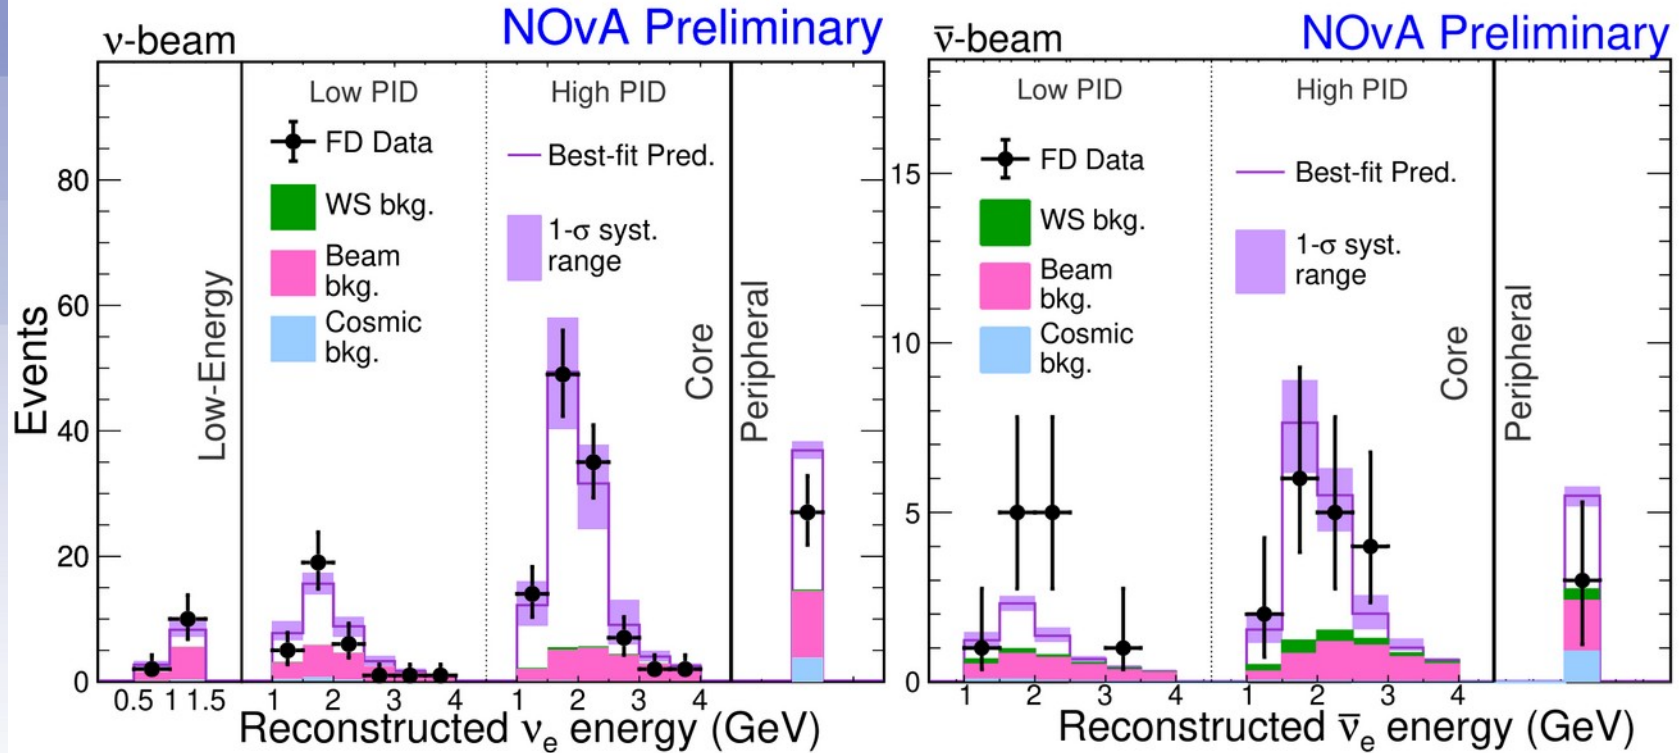 ν-beam
NOvA Preliminary
Low PID
High PID
FD Data
WS bkg.
Beam
bkg.
Cosmic
bkg.
Best-fit Pred.
1-σ syst.
range
Low-Energy
Core
Peripheral
Events
80
60
40
20
0
0.5 1 1.5
1 2 3 4
1 2 3 4
Reconstructed νe energy (GeV)
ν̅-beam
NOvA Preliminary
Low PID
High PID
FD Data
WS bkg.
Beam
bkg.
Cosmic
bkg.
Best-fit Pred.
1-σ syst.
range
Core
Peripheral
15
10
5
0
1 2 3 4
1 2 3 4
Reconstructed ν̅e energy (GeV)